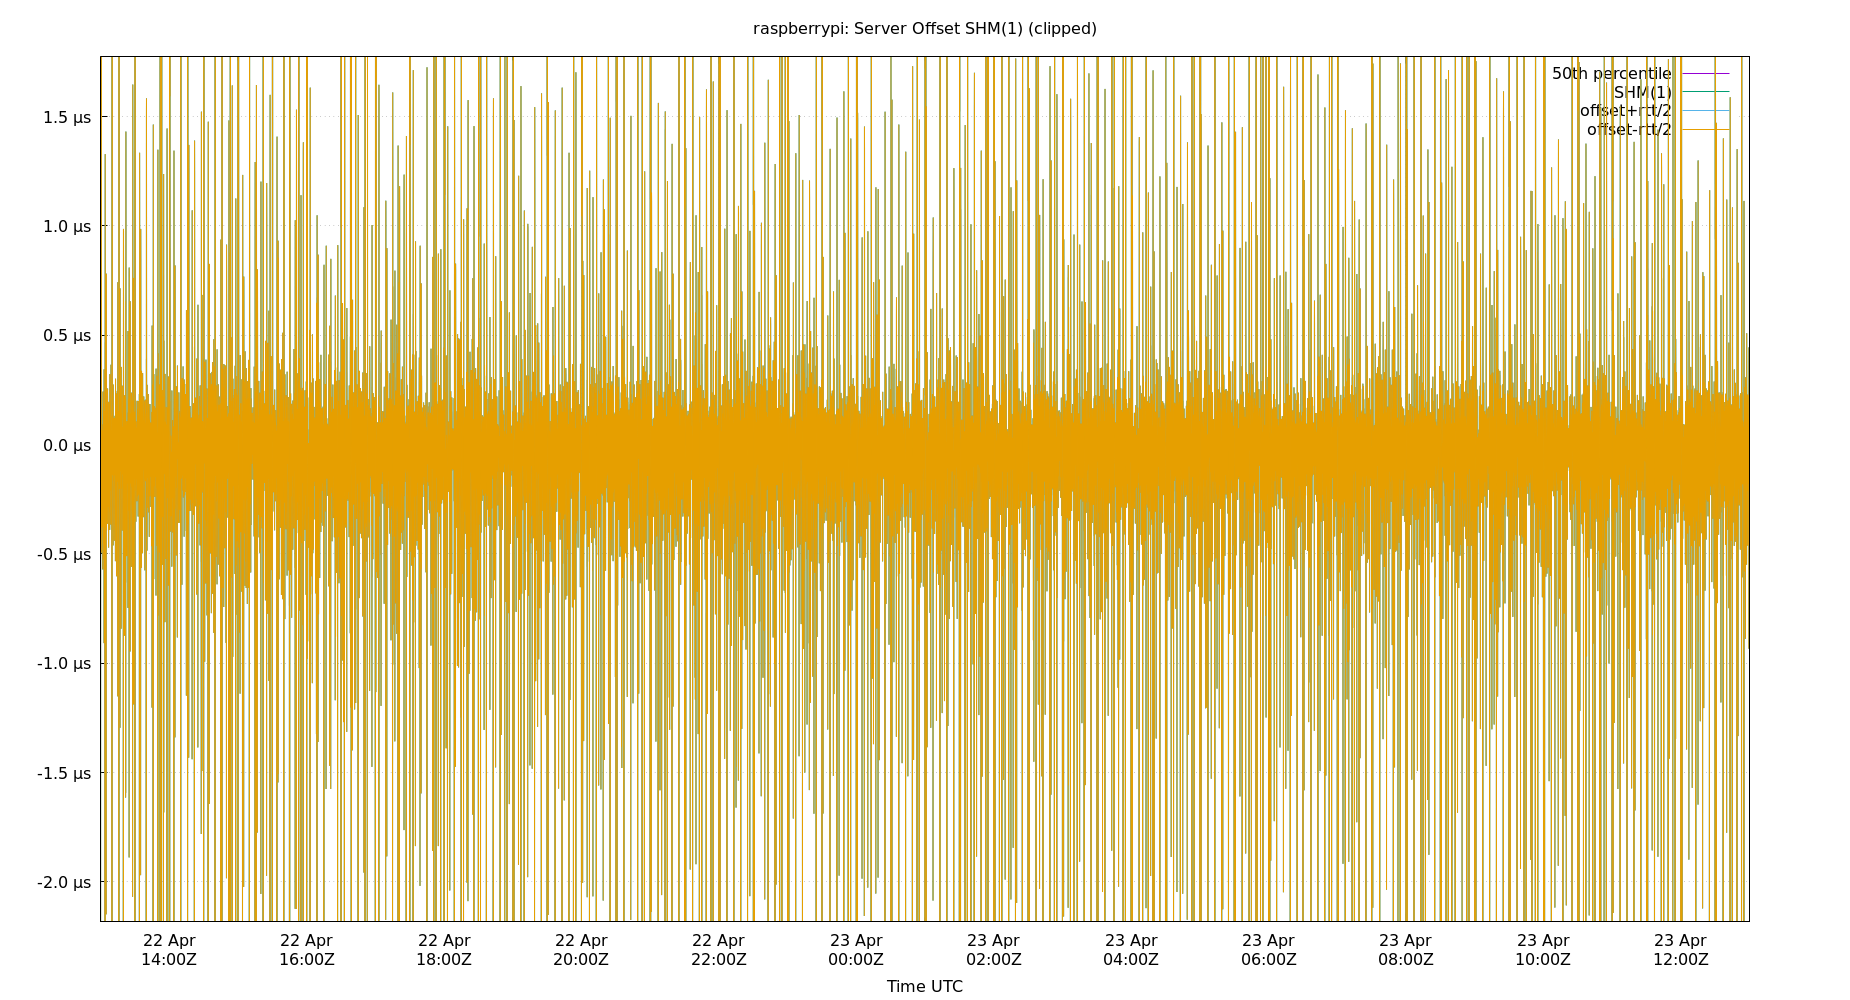 raspberrypi: Server Offset SHM(1) (clipped)
50th percentile
SHM(1)
offset+rtt/2
offset-rtt/2
1.5 µs
1.0 µs
0.5 µs
0.0 µs
-0.5 µs
-1.0 µs
-1.5 µs
-2.0 µs
22 Apr 22 Apr 22 Apr 22 Apr 22 Apr 23 Apr 23 Apr 23 Apr 23 Apr 23 Apr 23 Apr 23 Apr
14:00Z 16:00Z 18:00Z 20:00Z 22:00Z 00:00Z 02:00Z 04:00Z 06:00Z 08:00Z 10:00Z 12:00Z
Time UTC